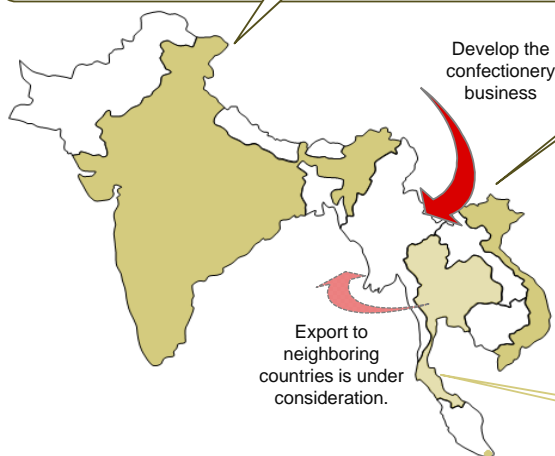 Develop the
confectionery
business
Export to
neighboring
countries is under
consideration.